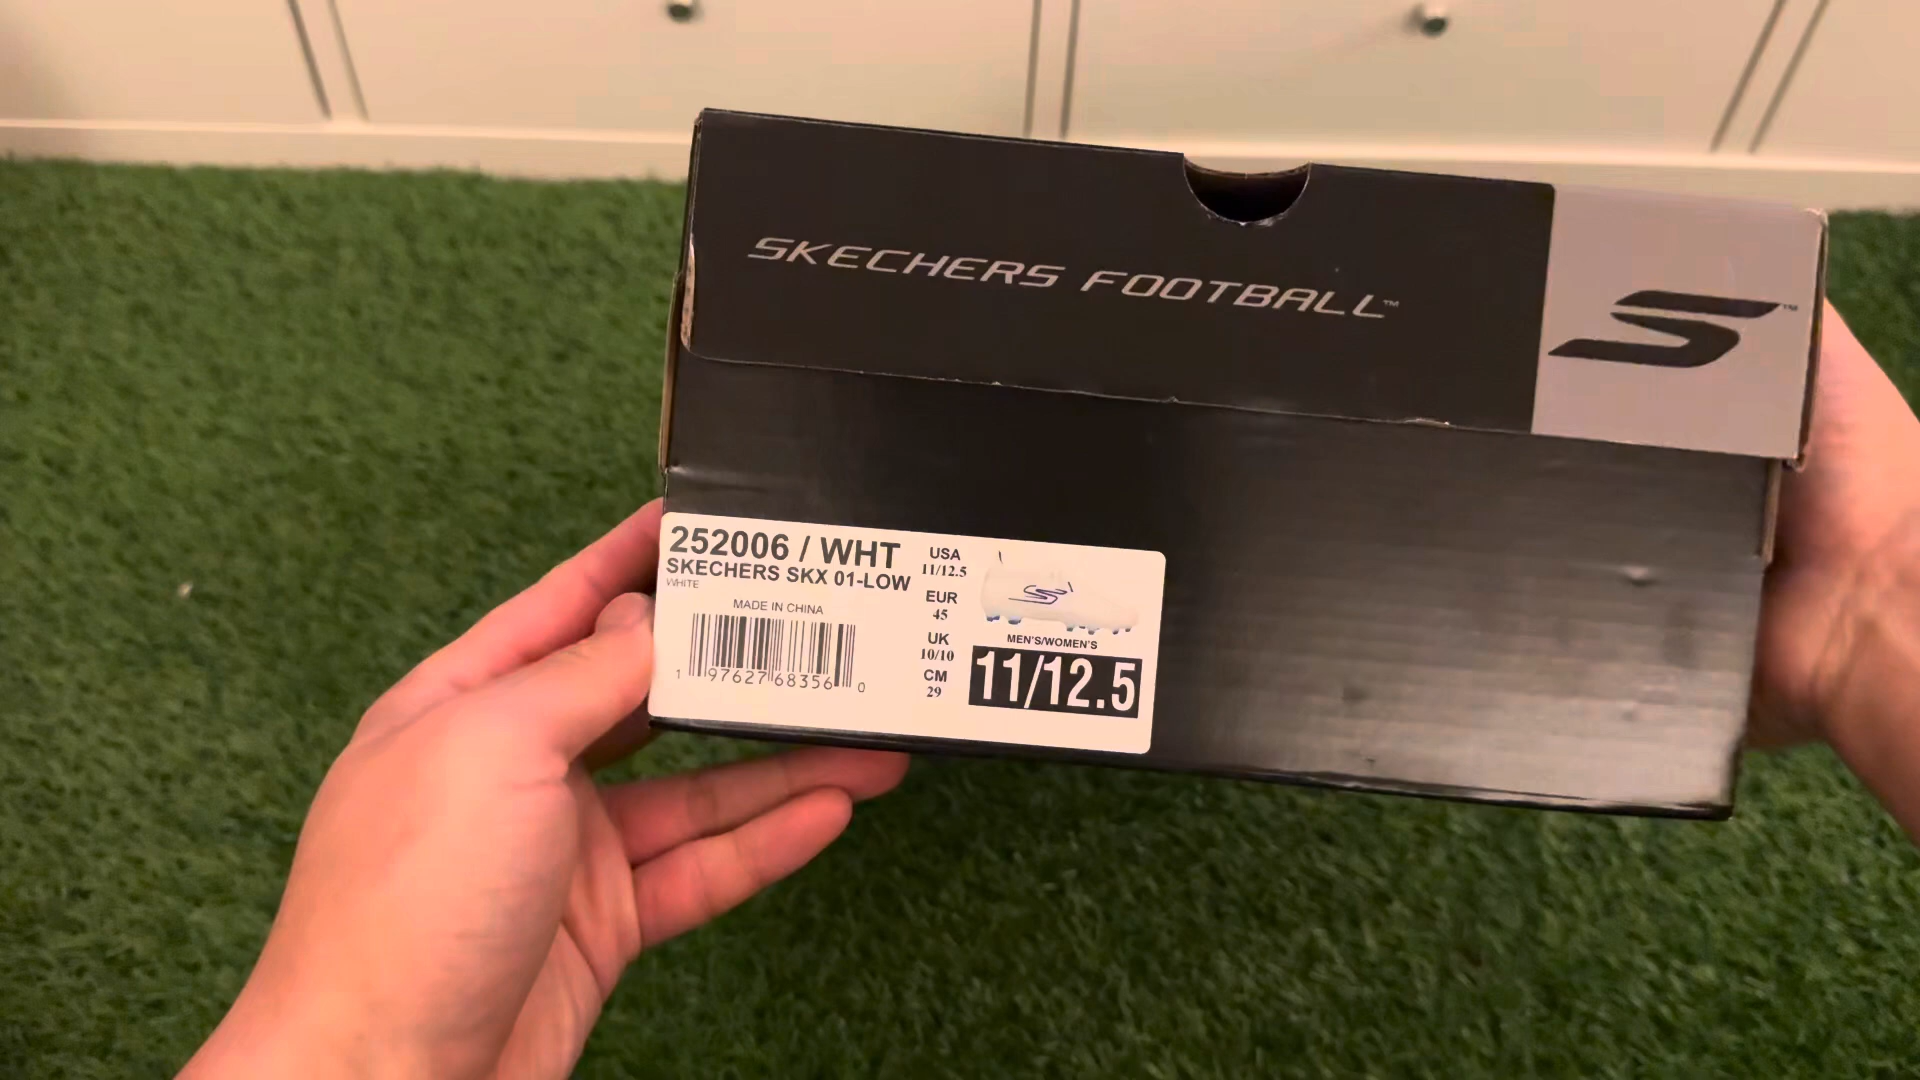 SKECHERS FOOTBALL™
252006 / WHT
SKECHERS SKX 01-LOW
WHITE
MADE IN CHINA
1 97627 68356 0
USA
11/12.5
EUR
45
UK
10/10
CM
29
MEN'S/WOMEN'S
11/12.5